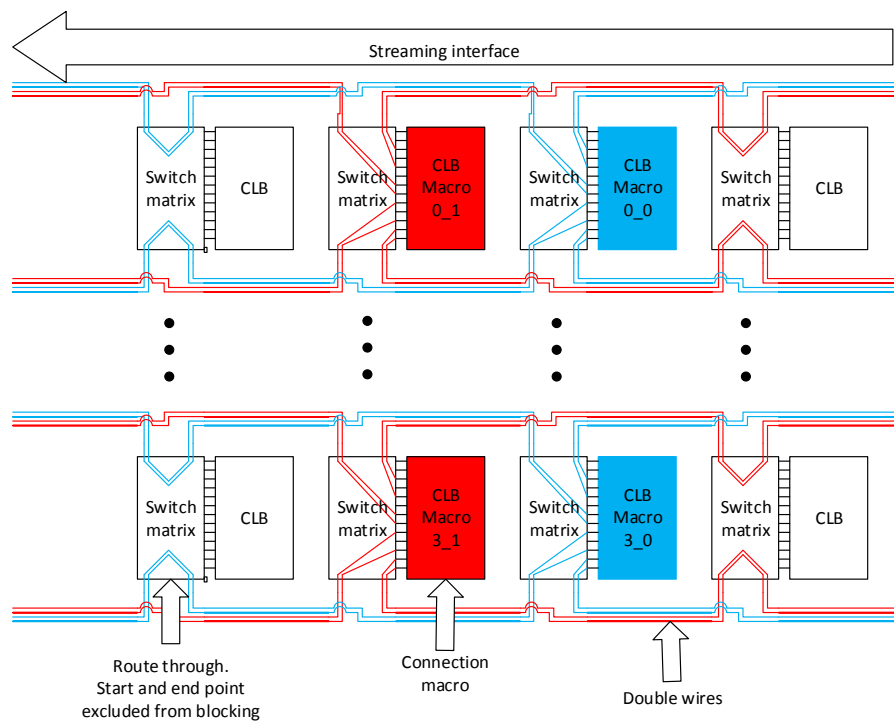 Streaming interface
Switch
matrix
CLB
Switch
matrix
CLB
Macro
0_1
Switch
matrix
CLB
Macro
0_0
Switch
matrix
CLB
Switch
matrix
CLB
Switch
matrix
CLB
Macro
3_1
Switch
matrix
CLB
Macro
3_0
Switch
matrix
CLB
Route through.
Start and end point
excluded from blocking
Connection
macro
Double wires